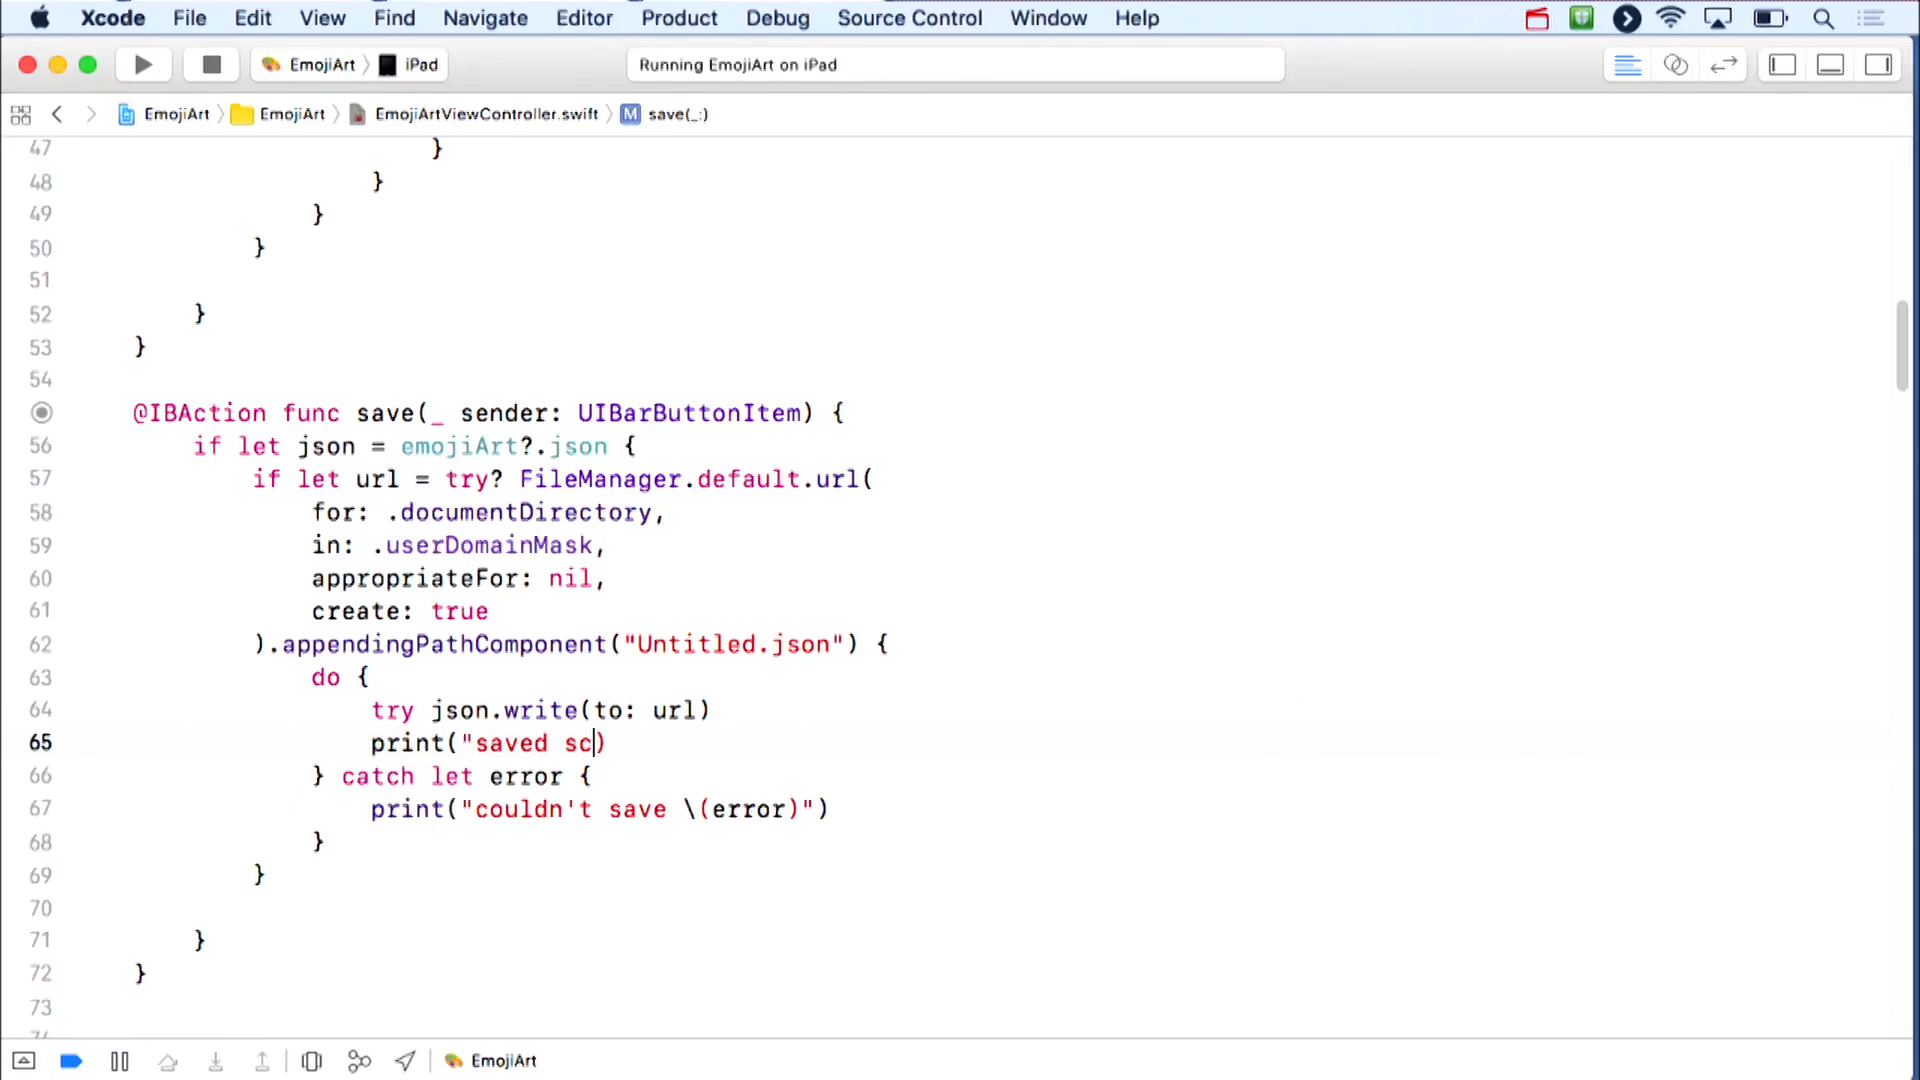 Xcode File Edit View Find Navigate Editor Product Debug Source Control Window Help
EmojiArt iPad Running EmojiArt on iPad
EmojiArt EmojiArt EmojiArtViewController.swift M save(_:)
47 }
48 }
49 }
50 }
51
52 }
53 }
54
@IBAction func save(_ sender: UIBarButtonItem) {
56 if let json = emojiArt?.json {
57 if let url = try? FileManager.default.url(
58 for: .documentDirectory,
59 in: .userDomainMask,
60 appropriateFor: nil,
61 create: true
62 ).appendingPathComponent("Untitled.json") {
63 do {
64 try json.write(to: url)
65 print("saved sc)
66 } catch let error {
67 print("couldn't save \(error)")
68 }
69 }
70
71 }
72 }
73
EmojiArt